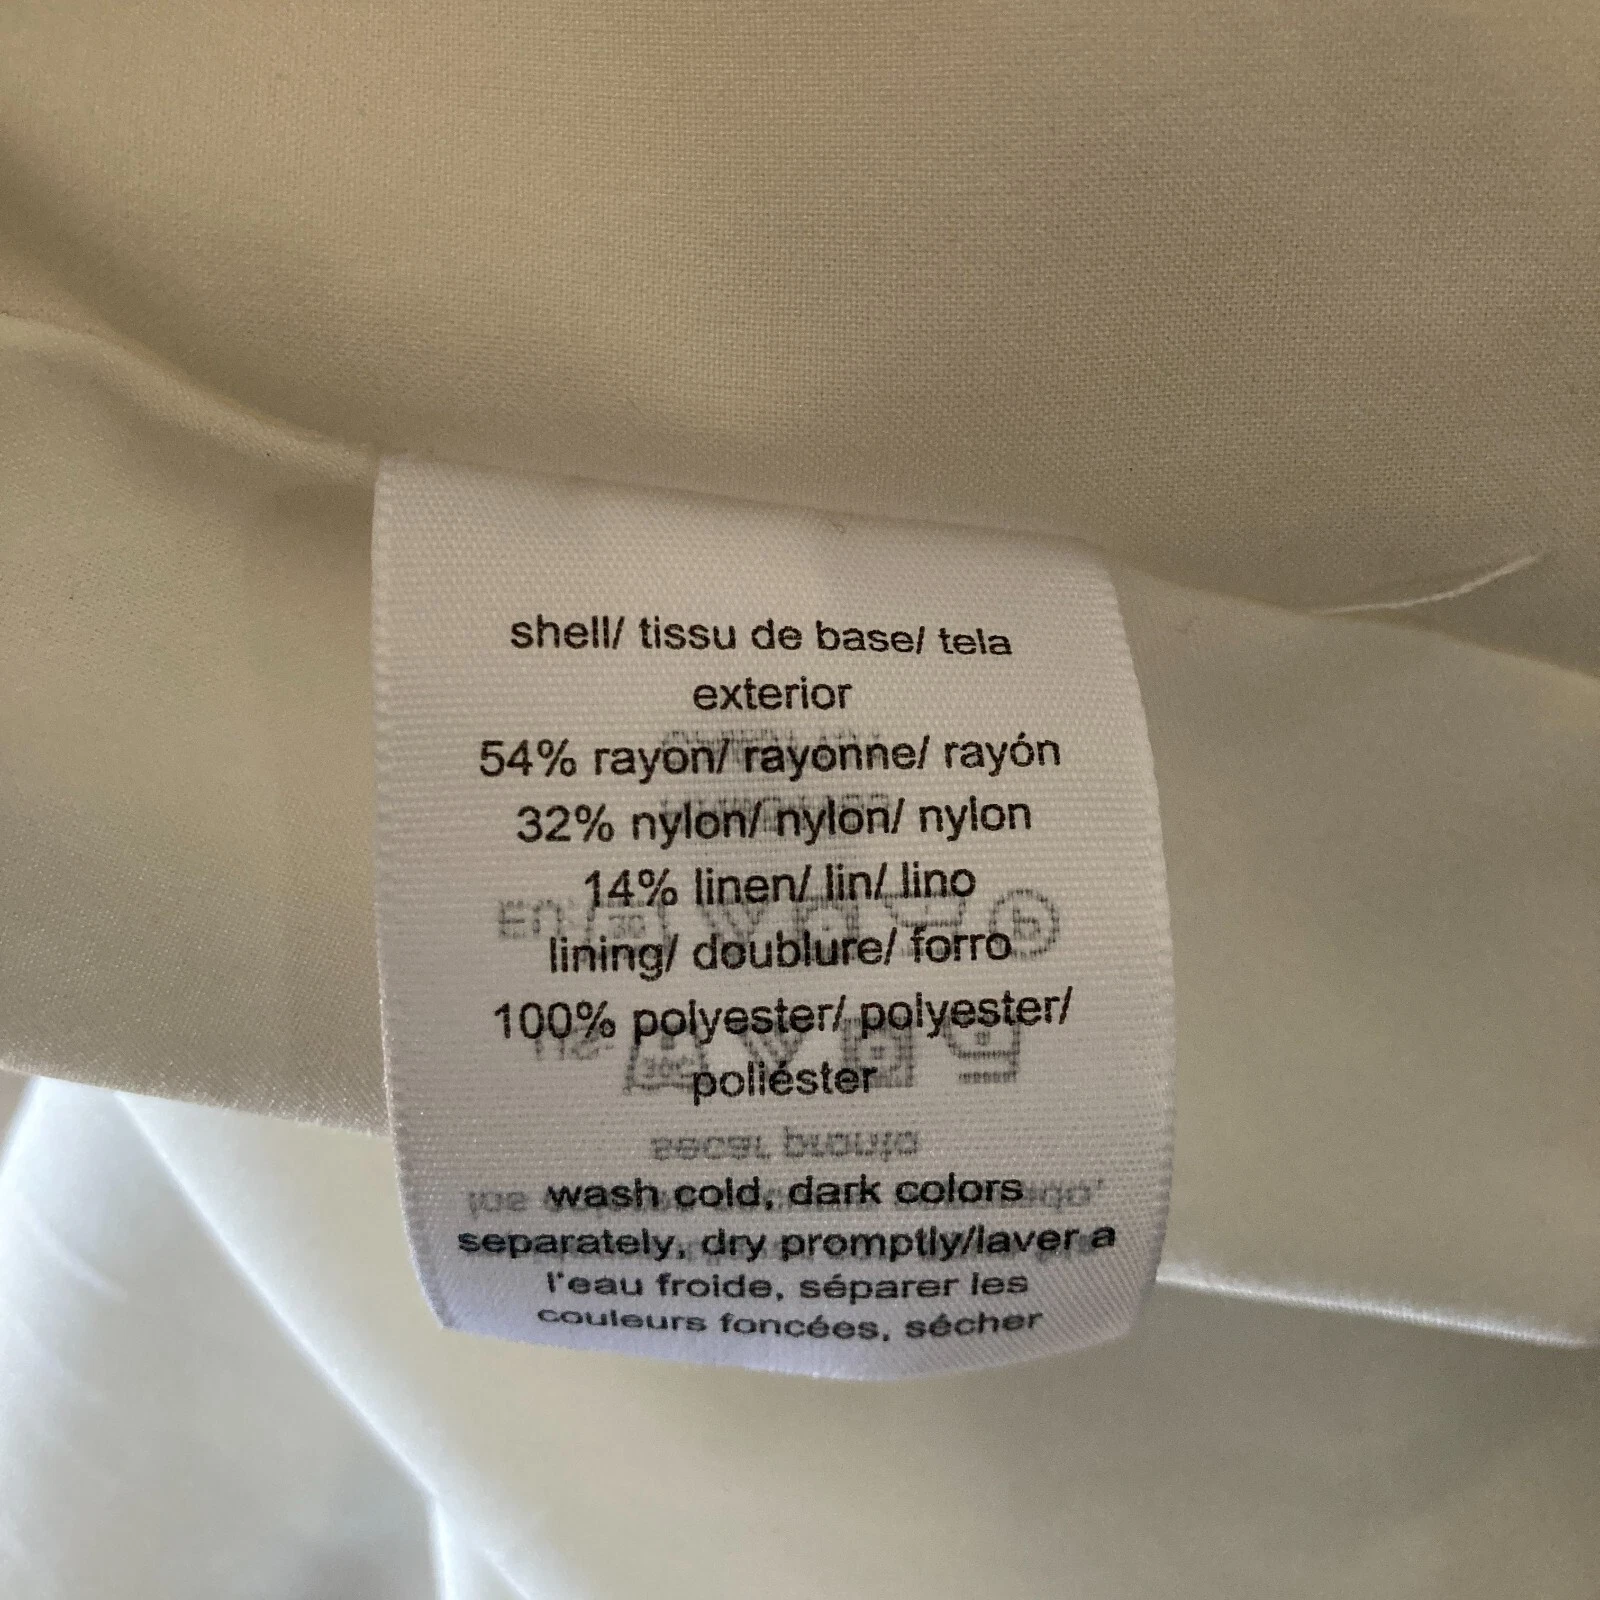 shell/ tissu de base/ tela
exterior
54% rayon/ rayonne/ rayón
32% nylon/ nylon/ nylon
14% linen/ lin/ lino
lining/ doublure/ forro
100% polyester/ polyester/
poliéster
wash cold, dark colors
separately, dry promptly/laver a
l'eau froide, séparer les
couleurs foncées, sécher